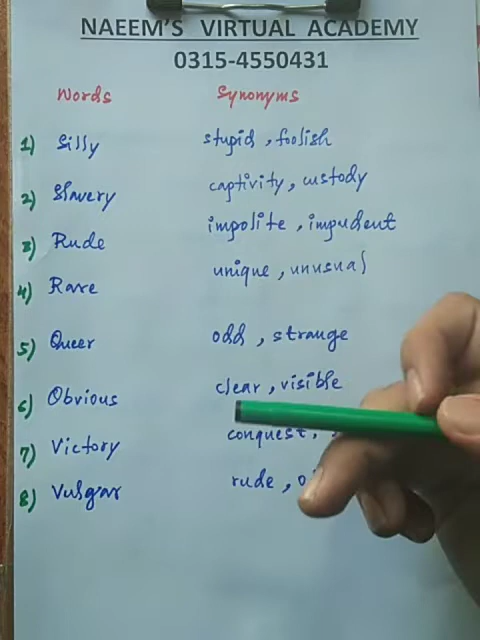 NAEEM'S VIRTUAL ACADEMY
0315-4550431
Words Synonyms
1) Silly stupid, foolish
2) Slavery captivity, custody
3) Rude impolite, impudent
4) Rare unique, unusual
5) Queer odd, strange
6) Obvious clear, visible
7) Victory conquest,
8) Vulgar rude,